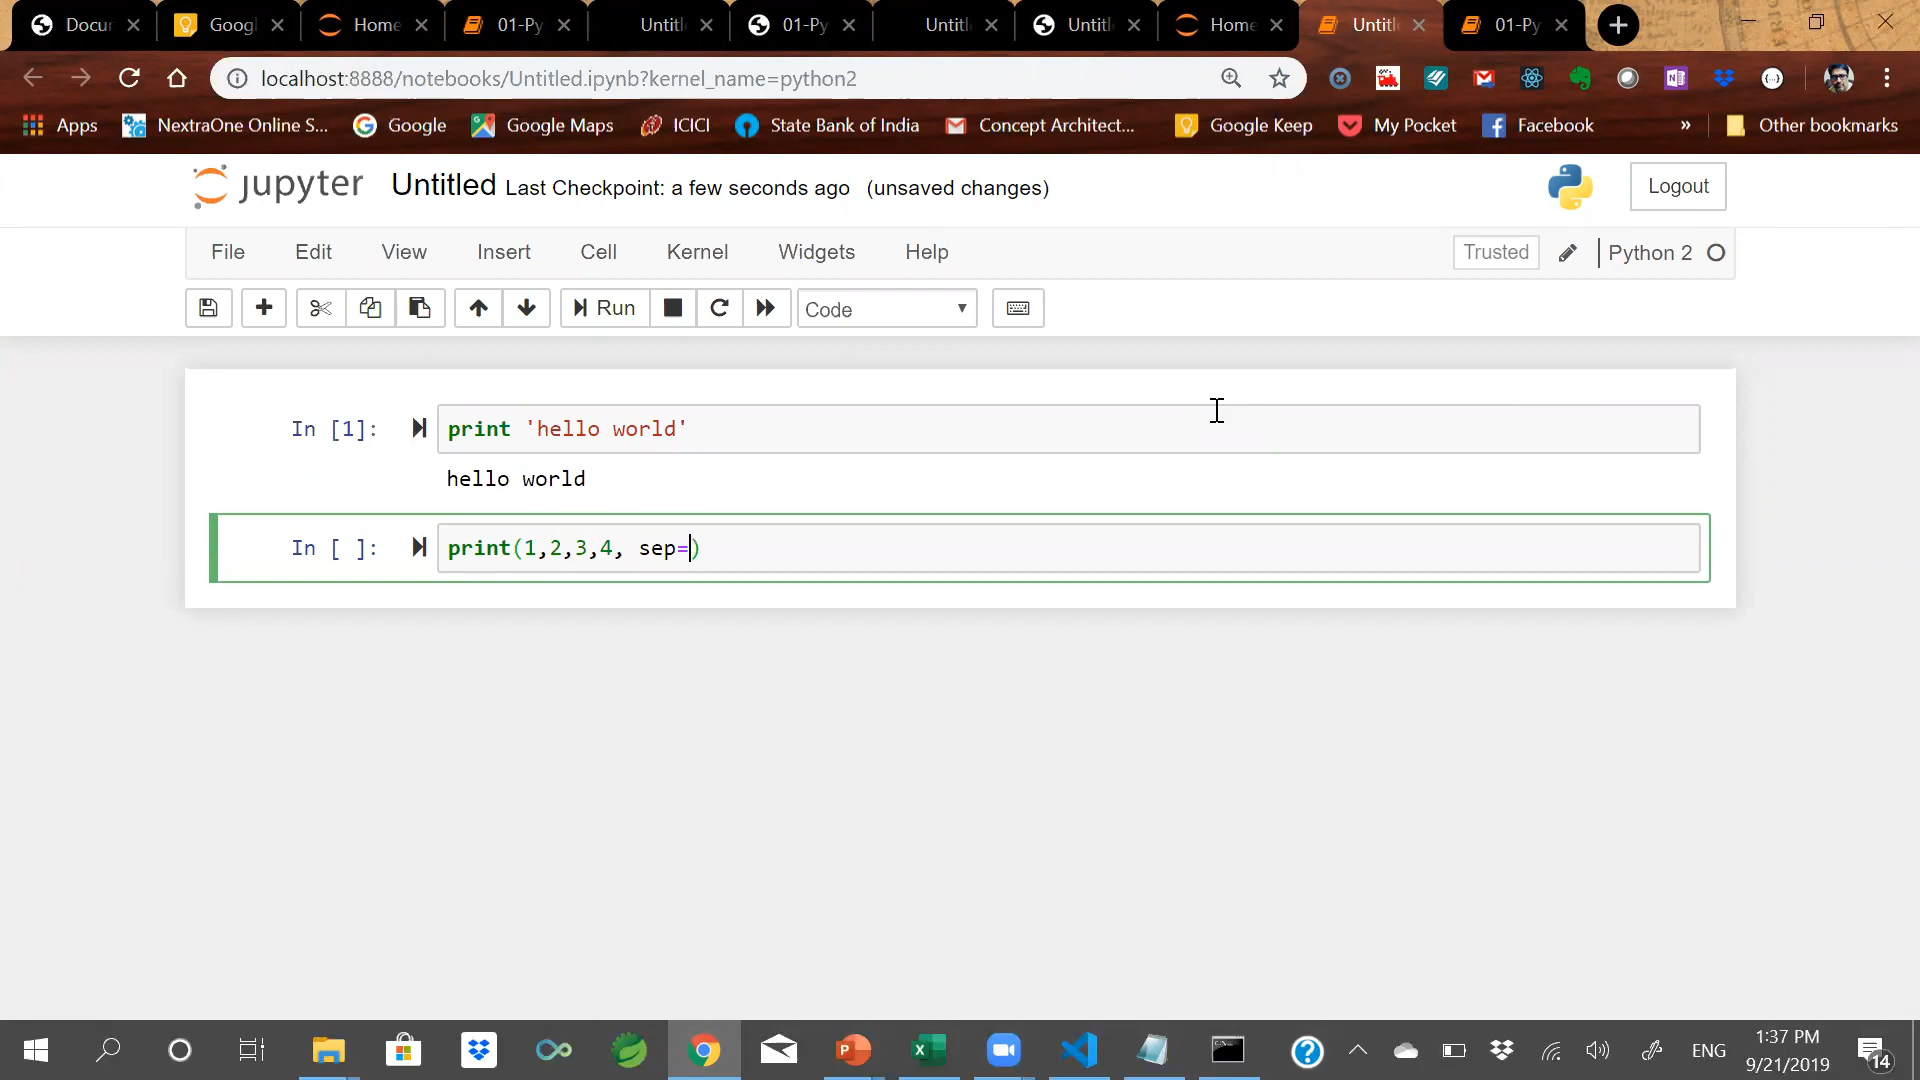 Docur Googl Home 01-Py Untitl 01-Py Untitl Untitl Home Untitl 01-Py
localhost:8888/notebooks/Untitled.ipynb?kernel_name=python2
Apps NextraOne Online S... Google Google Maps ICICI State Bank of India Concept Architect... Google Keep My Pocket Facebook » Other bookmarks
jupyter Untitled Last Checkpoint: a few seconds ago (unsaved changes) Logout
File Edit View Insert Cell Kernel Widgets Help Trusted Python 2
Run Code
In [1]: print 'hello world'
hello world
In [ ]: print(1,2,3,4, sep=)
ENG 1:37 PM
9/21/2019 14